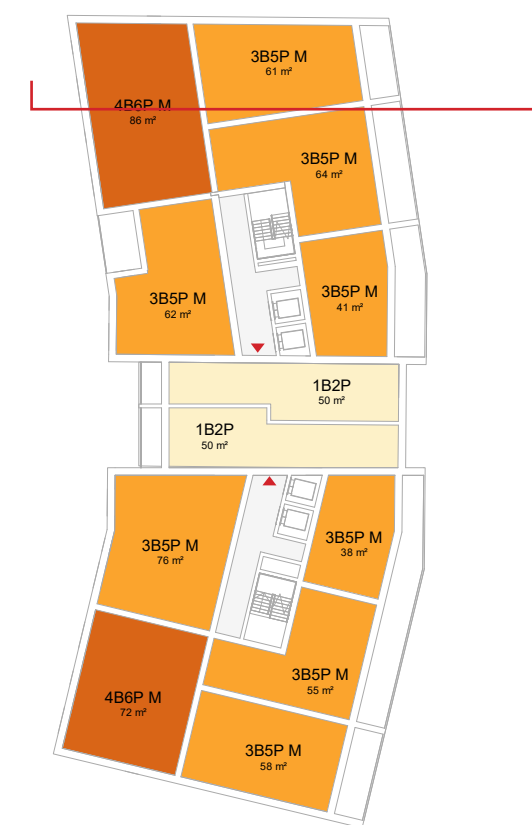 3B5P M
61 m²
4B6P M
86 m²
3B5P M
64 m²
3B5P M
62 m²
3B5P M
41 m²
1B2P
50 m²
1B2P
50 m²
3B5P M
76 m²
3B5P M
38 m²
3B5P M
55 m²
4B6P M
72 m²
3B5P M
58 m²